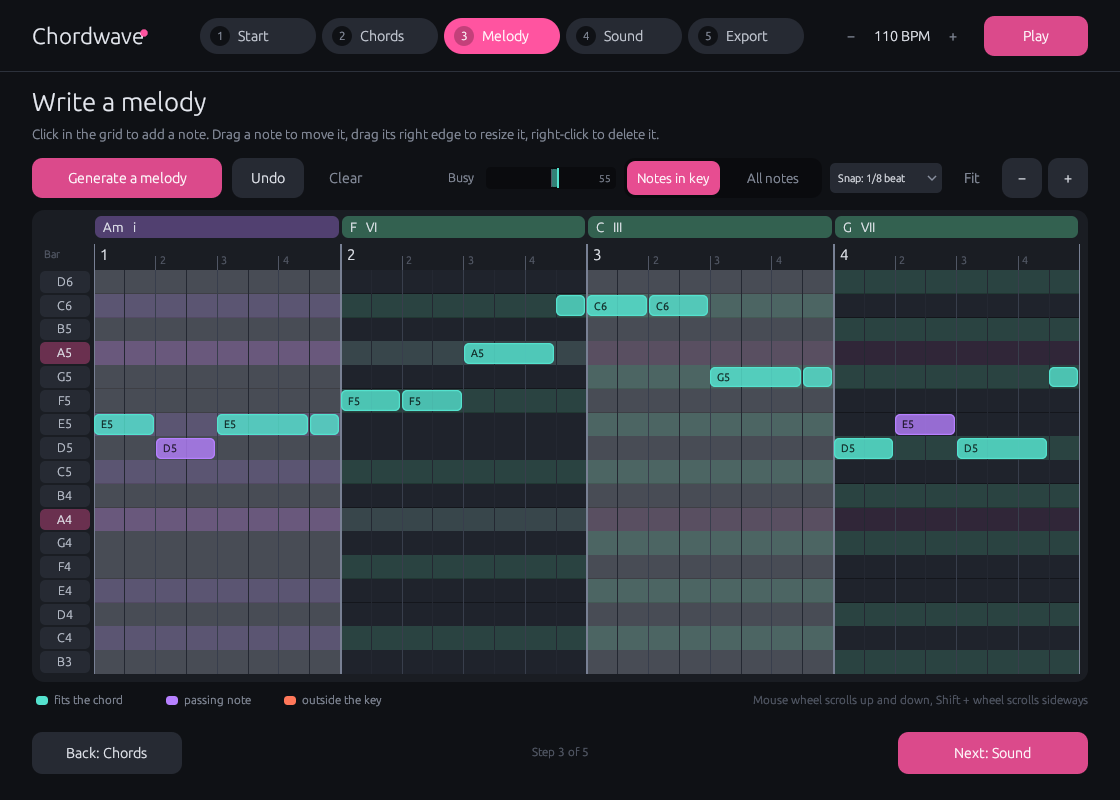 Chordwave
1 Start 2 Chords 3 Melody 4 Sound 5 Export − 110 BPM + Play
Write a melody
Click in the grid to add a note. Drag a note to move it, drag its right edge to resize it, right-click to delete it.
Generate a melody Undo Clear Busy 55 Notes in key All notes Snap: 1/8 beat Fit − +
Am i F VI C III G VII
Bar 1 2 3 4 2 2 3 4 3 2 3 4 4 2 3 4
D6
C6 C6 C6
B5
A5 A5
G5 G5
F5 F5 F5
E5 E5 E5 E5
D5 D5 D5 D5
C5
B4
A4
G4
F4
E4
D4
C4
B3
fits the chord passing note outside the key Mouse wheel scrolls up and down, Shift + wheel scrolls sideways
Back: Chords Step 3 of 5 Next: Sound